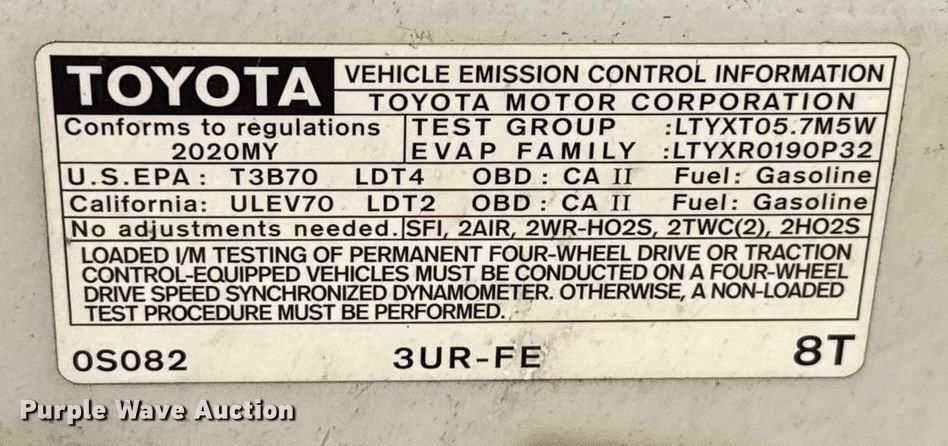 TOYOTA VEHICLE EMISSION CONTROL INFORMATION
TOYOTA MOTOR CORPORATION
Conforms to regulations TEST GROUP :LTYXT05.7M5W
2020MY EVAP FAMILY :LTYXR0190P32
U.S.EPA: T3B70 LDT4 OBD: CA II Fuel: Gasoline
California: ULEV70 LDT2 OBD: CA II Fuel: Gasoline
No adjustments needed. SFI, 2AIR, 2WR-HO2S, 2TWC(2), 2HO2S
LOADED I/M TESTING OF PERMANENT FOUR-WHEEL DRIVE OR TRACTION
CONTROL-EQUIPPED VEHICLES MUST BE CONDUCTED ON A FOUR-WHEEL
DRIVE SPEED SYNCHRONIZED DYNAMOMETER. OTHERWISE, A NON-LOADED
TEST PROCEDURE MUST BE PERFORMED.
0S082 3UR-FE 8T
Purple Wave Auction